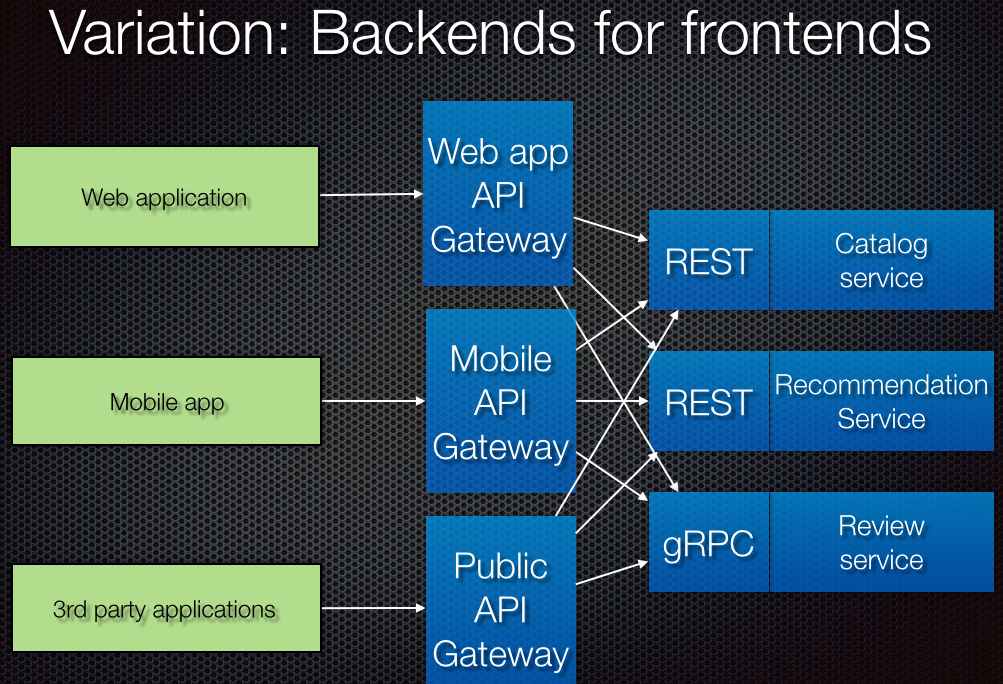 Variation: Backends for frontends
Web application
Web app
API
Gateway
REST
Catalog
service
Mobile app
Mobile
API
Gateway
REST
Recommendation
Service
3rd party applications
Public
API
Gateway
gRPC
Review
service